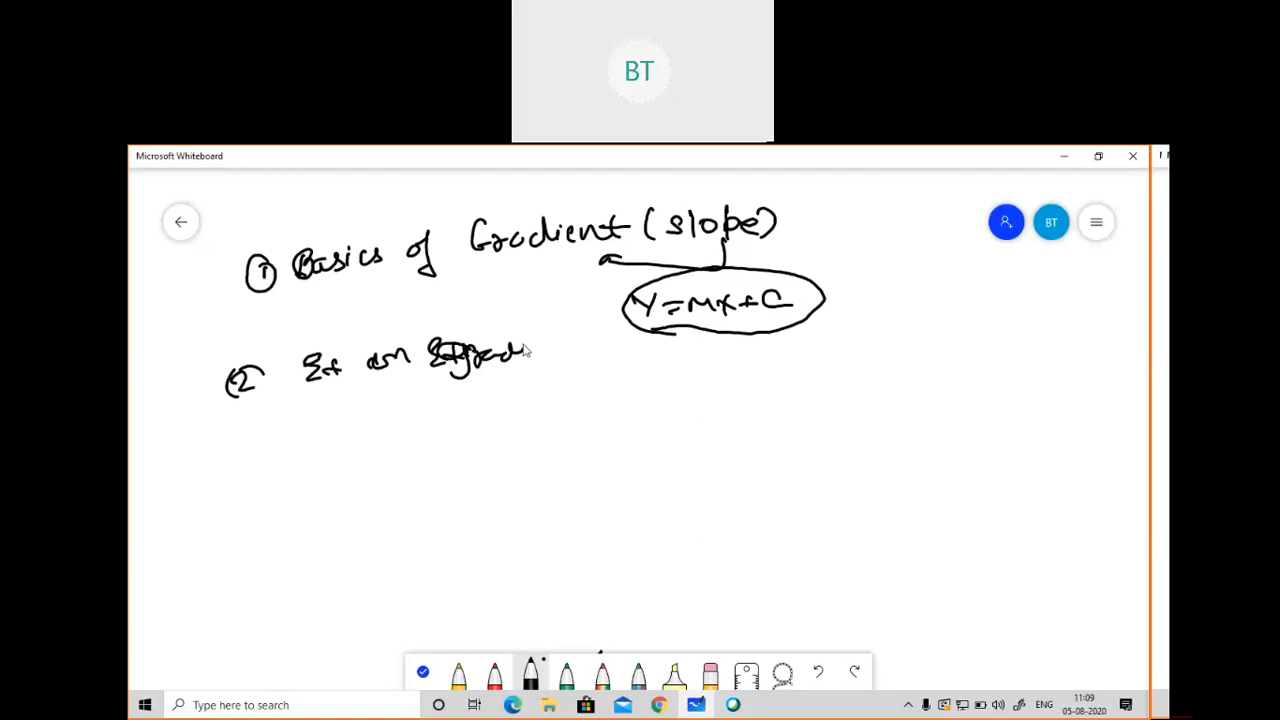 BT
Microsoft Whiteboard
① Basics of Gradient (slope)
BT
Y=MX+C
②
Type here to search
ENG
11:09
05-08-2020